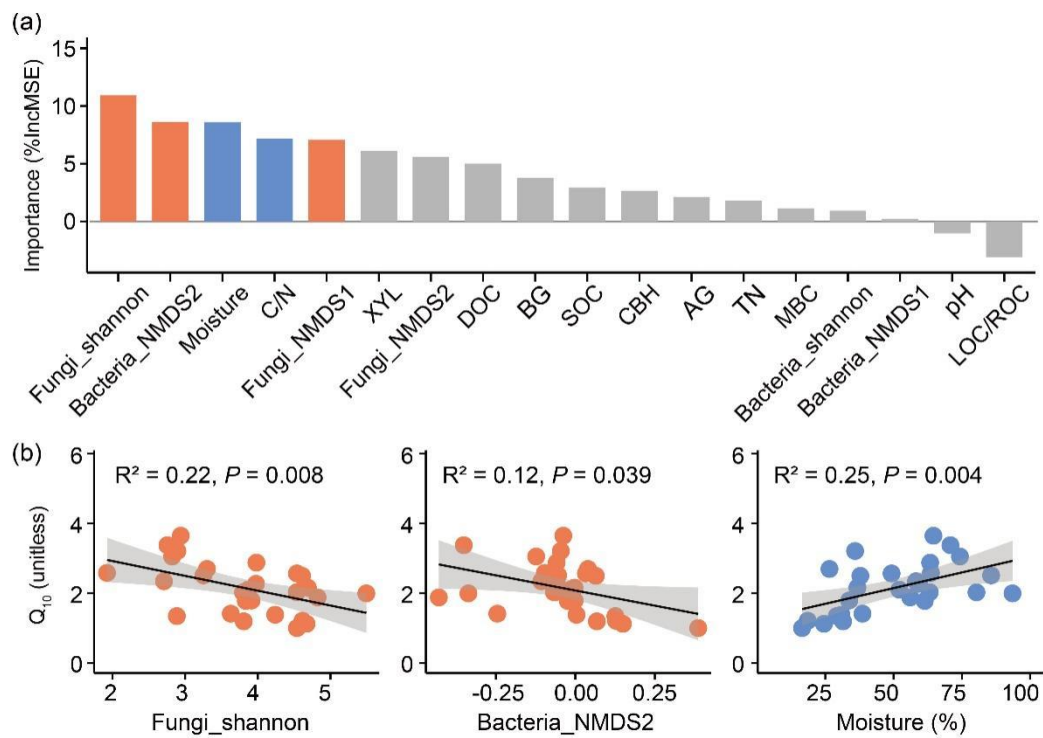 (a)
Importance (%IncMSE)
15
10
5
0
Fungi_shannon
Bacteria_NMDS2
Moisture
C/N
Fungi_NMDS1
XYL
Fungi_NMDS2
DOC
BG
SOC
CBH
AG
TN
MBC
Bacteria_shannon
Bacteria_NMDS1
pH
LOC/ROC
(b)
Q₁₀ (unitless)
6
4
2
0
R² = 0.22, P = 0.008
2 3 4 5
Fungi_shannon
6
4
2
0
R² = 0.12, P = 0.039
-0.25 0.00 0.25
Bacteria_NMDS2
6
4
2
0
R² = 0.25, P = 0.004
25 50 75 100
Moisture (%)